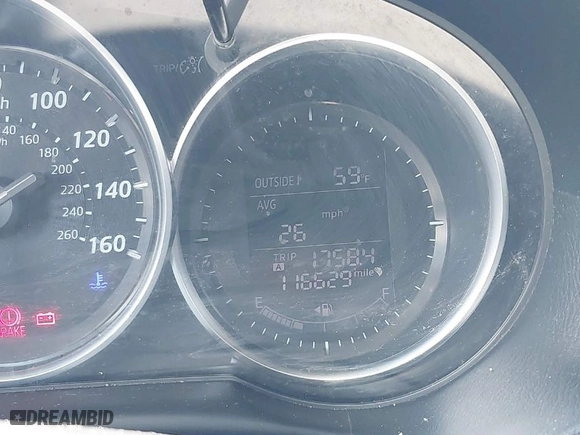 TRIP/
100
120
140
160
140
160
180
200
220
240
260
OUTSIDE
59°F
AVG
mph
26
TRIP A 1758.4
116629 mile
E F
BRAKE
DREAMBID